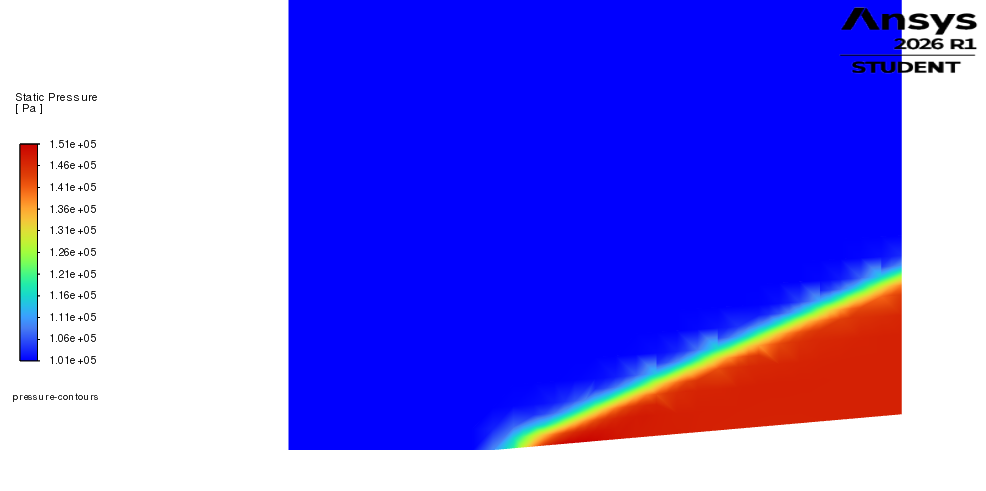 Ansys
2026 R1
STUDENT
Static Pressure
[ Pa ]
1.51e+05
1.46e+05
1.41e+05
1.36e+05
1.31e+05
1.26e+05
1.21e+05
1.16e+05
1.11e+05
1.06e+05
1.01e+05
pressure-contours